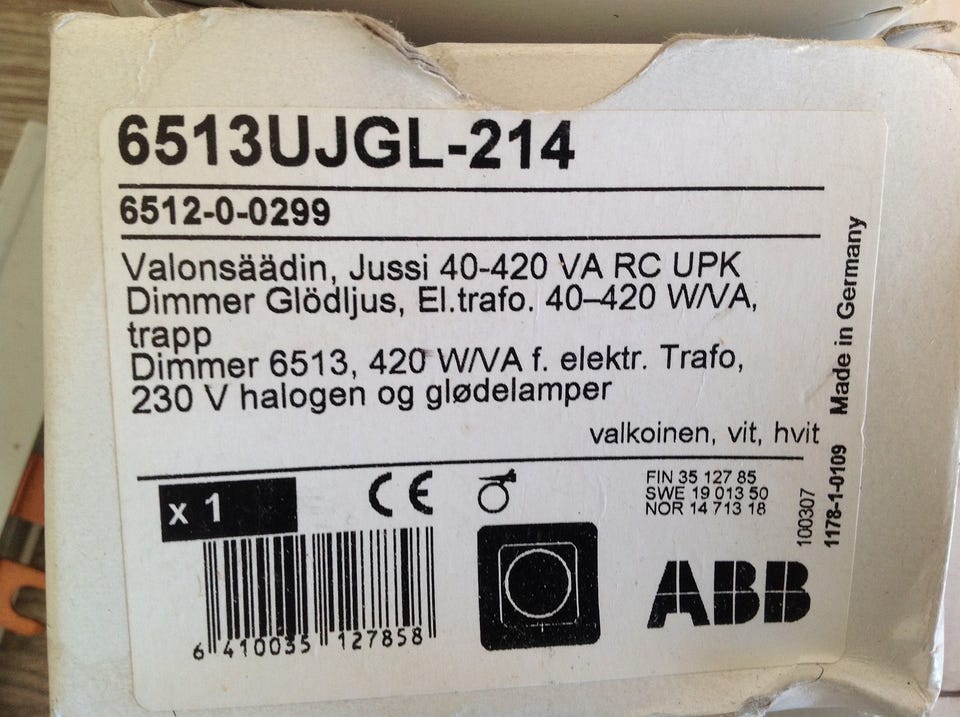 6513UJGL-214
6512-0-0299
Valonsäädin, Jussi 40-420 VA RC UPK
Dimmer Glödljus, El.trafo. 40–420 W/VA,
trapp
Dimmer 6513, 420 W/VA f. elektr. Trafo,
230 V halogen og glødelamper
valkoinen, vit, hvit
x 1
CE
FIN 35 127 85
SWE 19 013 50
NOR 14 713 18
100307
1178-1-0109 Made in Germany
ABB
6 410035 127858